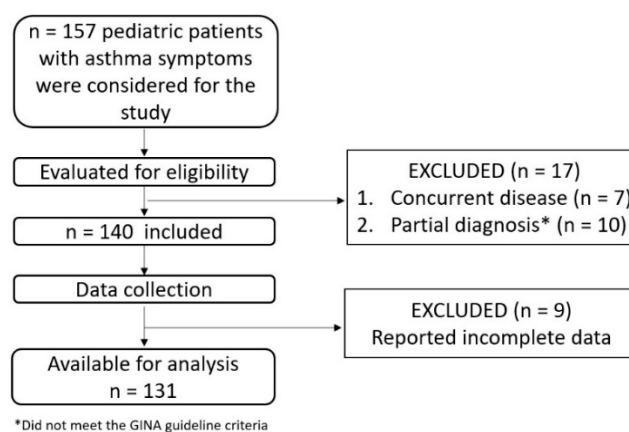 n = 157 pediatric patients
with asthma symptoms
were considered for the
study
Evaluated for eligibility
EXCLUDED (n = 17)
1. Concurrent disease (n = 7)
2. Partial diagnosis* (n = 10)
n = 140 included
Data collection
EXCLUDED (n = 9)
Reported incomplete data
Available for analysis
n = 131
*Did not meet the GINA guideline criteria